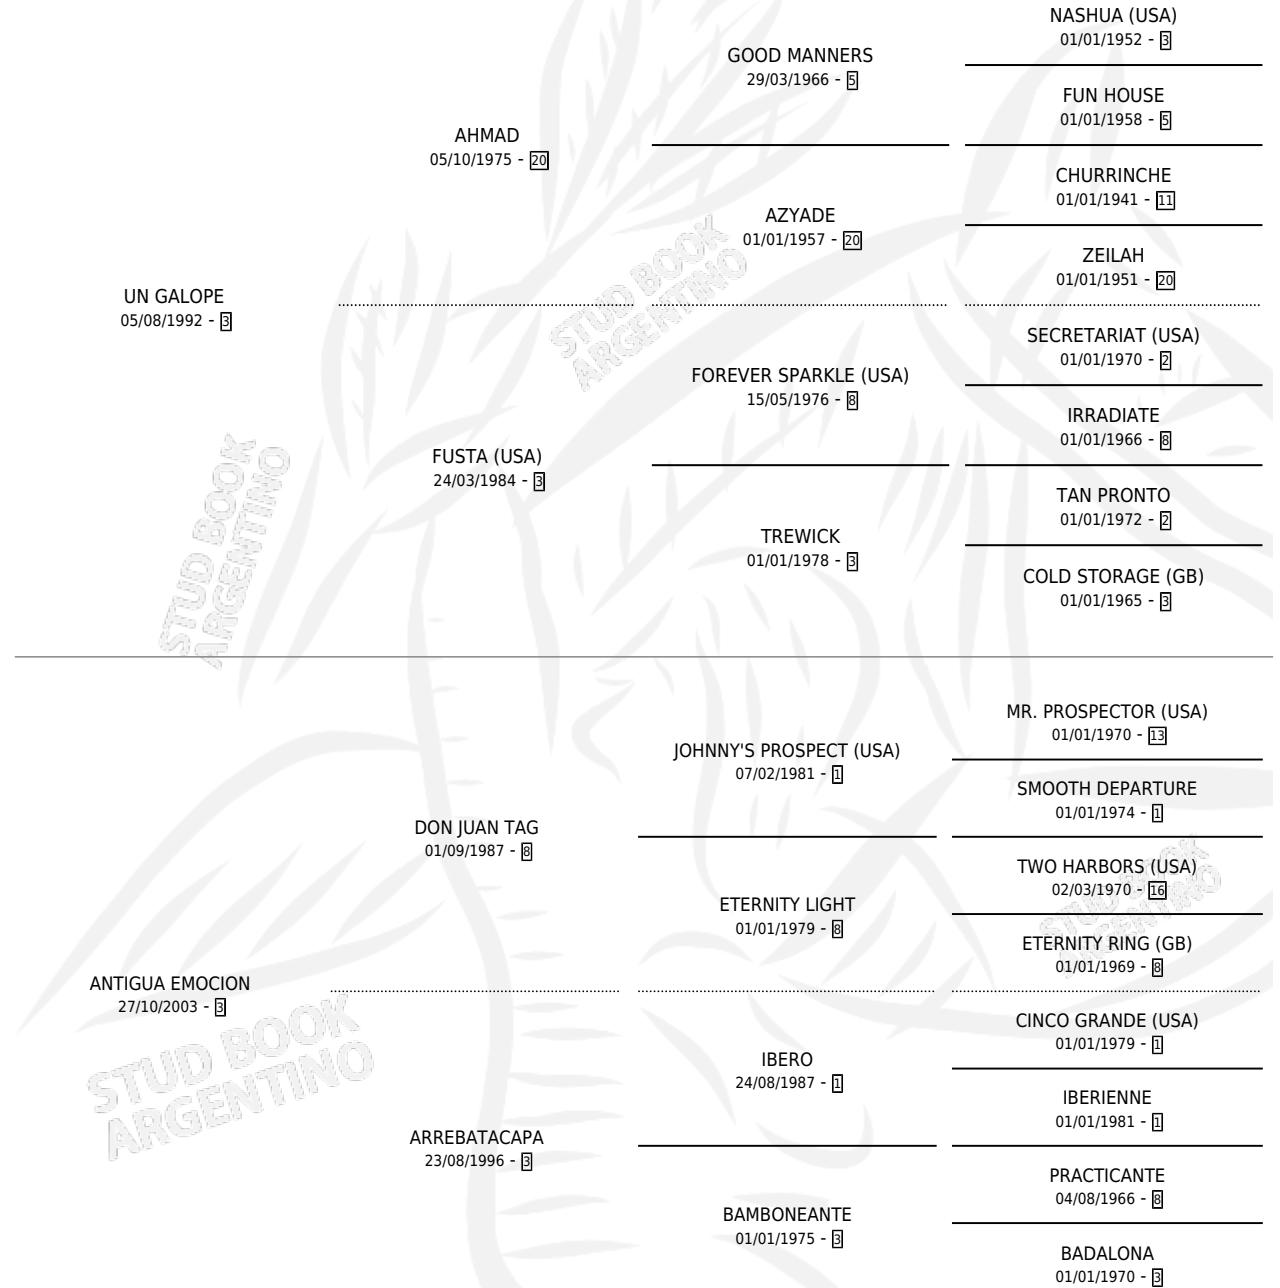 NASHUA (USA)
01/01/1952 - 3
GOOD MANNERS
29/03/1966 - 5
FUN HOUSE
01/01/1958 - 5
AHMAD
05/10/1975 - 20
CHURRINCHE
01/01/1941 - 11
AZYADE
01/01/1957 - 20
ZEILAH
01/01/1951 - 20
UN GALOPE
05/08/1992 - 3
SECRETARIAT (USA)
01/01/1970 - 2
FOREVER SPARKLE (USA)
15/05/1976 - 8
IRRADIATE
01/01/1966 - 8
FUSTA (USA)
24/03/1984 - 3
TAN PRONTO
01/01/1972 - 2
TREWICK
01/01/1978 - 3
COLD STORAGE (GB)
01/01/1965 - 3
STUD BOOK
ARGENTINO
STUD BOOK
ARGENTINO
MR. PROSPECTOR (USA)
01/01/1970 - 13
JOHNNY'S PROSPECT (USA)
07/02/1981 - 1
SMOOTH DEPARTURE
01/01/1974 - 1
DON JUAN TAG
01/09/1987 - 8
TWO HARBORS (USA)
02/03/1970 - 16
ETERNITY LIGHT
01/01/1979 - 8
ETERNITY RING (GB)
01/01/1969 - 8
STUD BOOK
ARGENTINO
ANTIGUA EMOCION
27/10/2003 - 3
CINCO GRANDE (USA)
01/01/1979 - 1
IBERO
24/08/1987 - 1
IBERIENNE
01/01/1981 - 1
ARREBATACAPA
23/08/1996 - 3
PRACTICANTE
04/08/1966 - 8
BAMBONEANTE
01/01/1975 - 3
BADALONA
01/01/1970 - 3
STUD BOOK
ARGENTINO